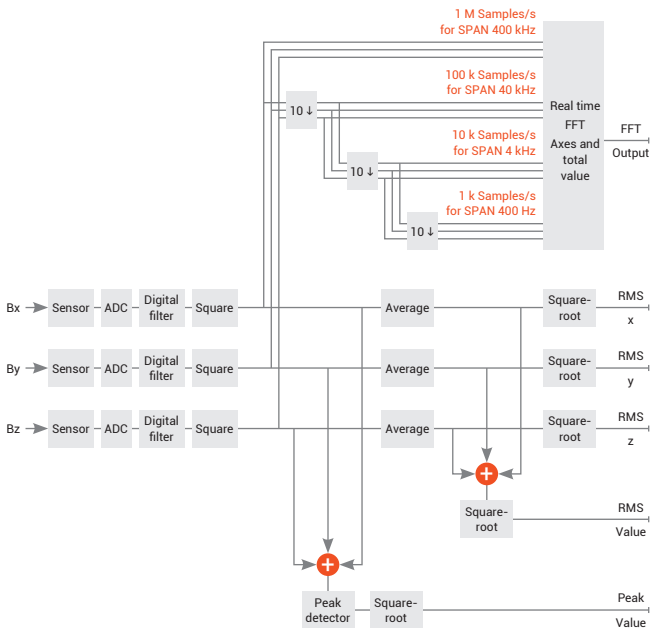 1 M Samples/s
for SPAN 400 kHz
100 k Samples/s
for SPAN 40 kHz
10 ↓
10 k Samples/s
for SPAN 4 kHz
10 ↓
1 k Samples/s
for SPAN 400 Hz
10 ↓
Real time
FFT
Axes and
total
value
FFT
Output
Bx
Sensor
ADC
Digital
filter
Square
Average
Square-
root
RMS
x
By
Sensor
ADC
Digital
filter
Square
Average
Square-
root
RMS
y
Bz
Sensor
ADC
Digital
filter
Square
Average
Square-
root
RMS
z
+
Square-
root
RMS
Value
+
Peak
detector
Square-
root
Peak
Value